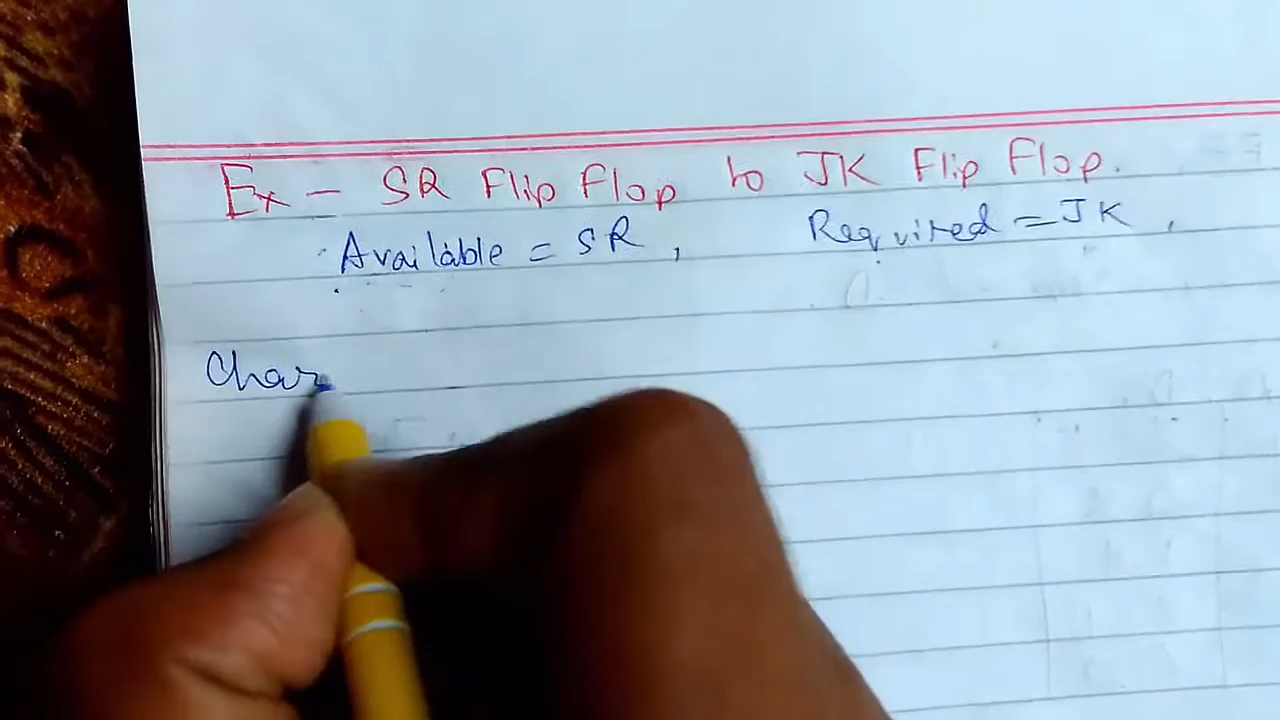 Ex - SR Flip Flop to JK Flip Flop.
Available = SR, Required = JK,
Char